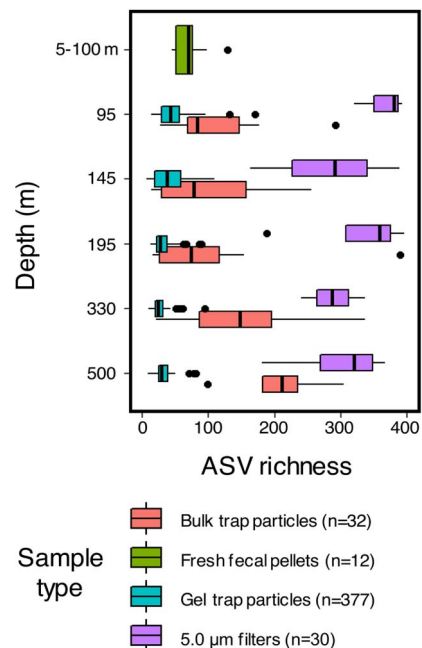 5-100 m
95
145
195
330
500
Depth (m)
0 100 200 300 400
ASV richness
Sample
type
Bulk trap particles (n=32)
Fresh fecal pellets (n=12)
Gel trap particles (n=377)
5.0 µm filters (n=30)